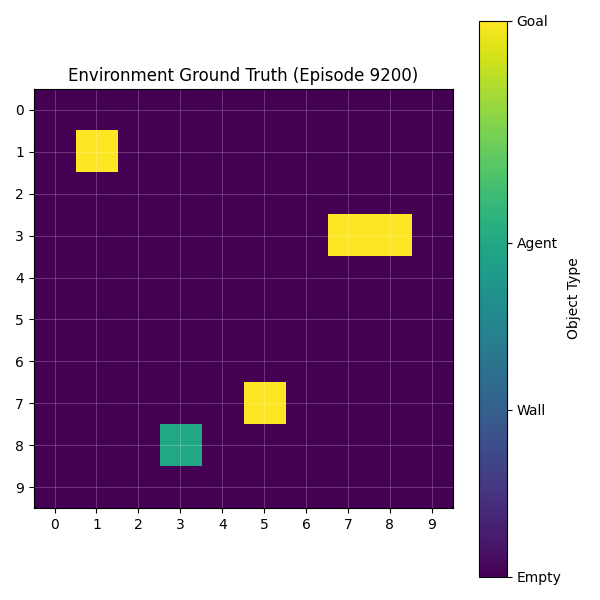 Environment Ground Truth (Episode 9200)
0
1
2
3
4
5
6
7
8
9
0 1 2 3 4 5 6 7 8 9
Goal
Agent
Wall
Empty
Object Type